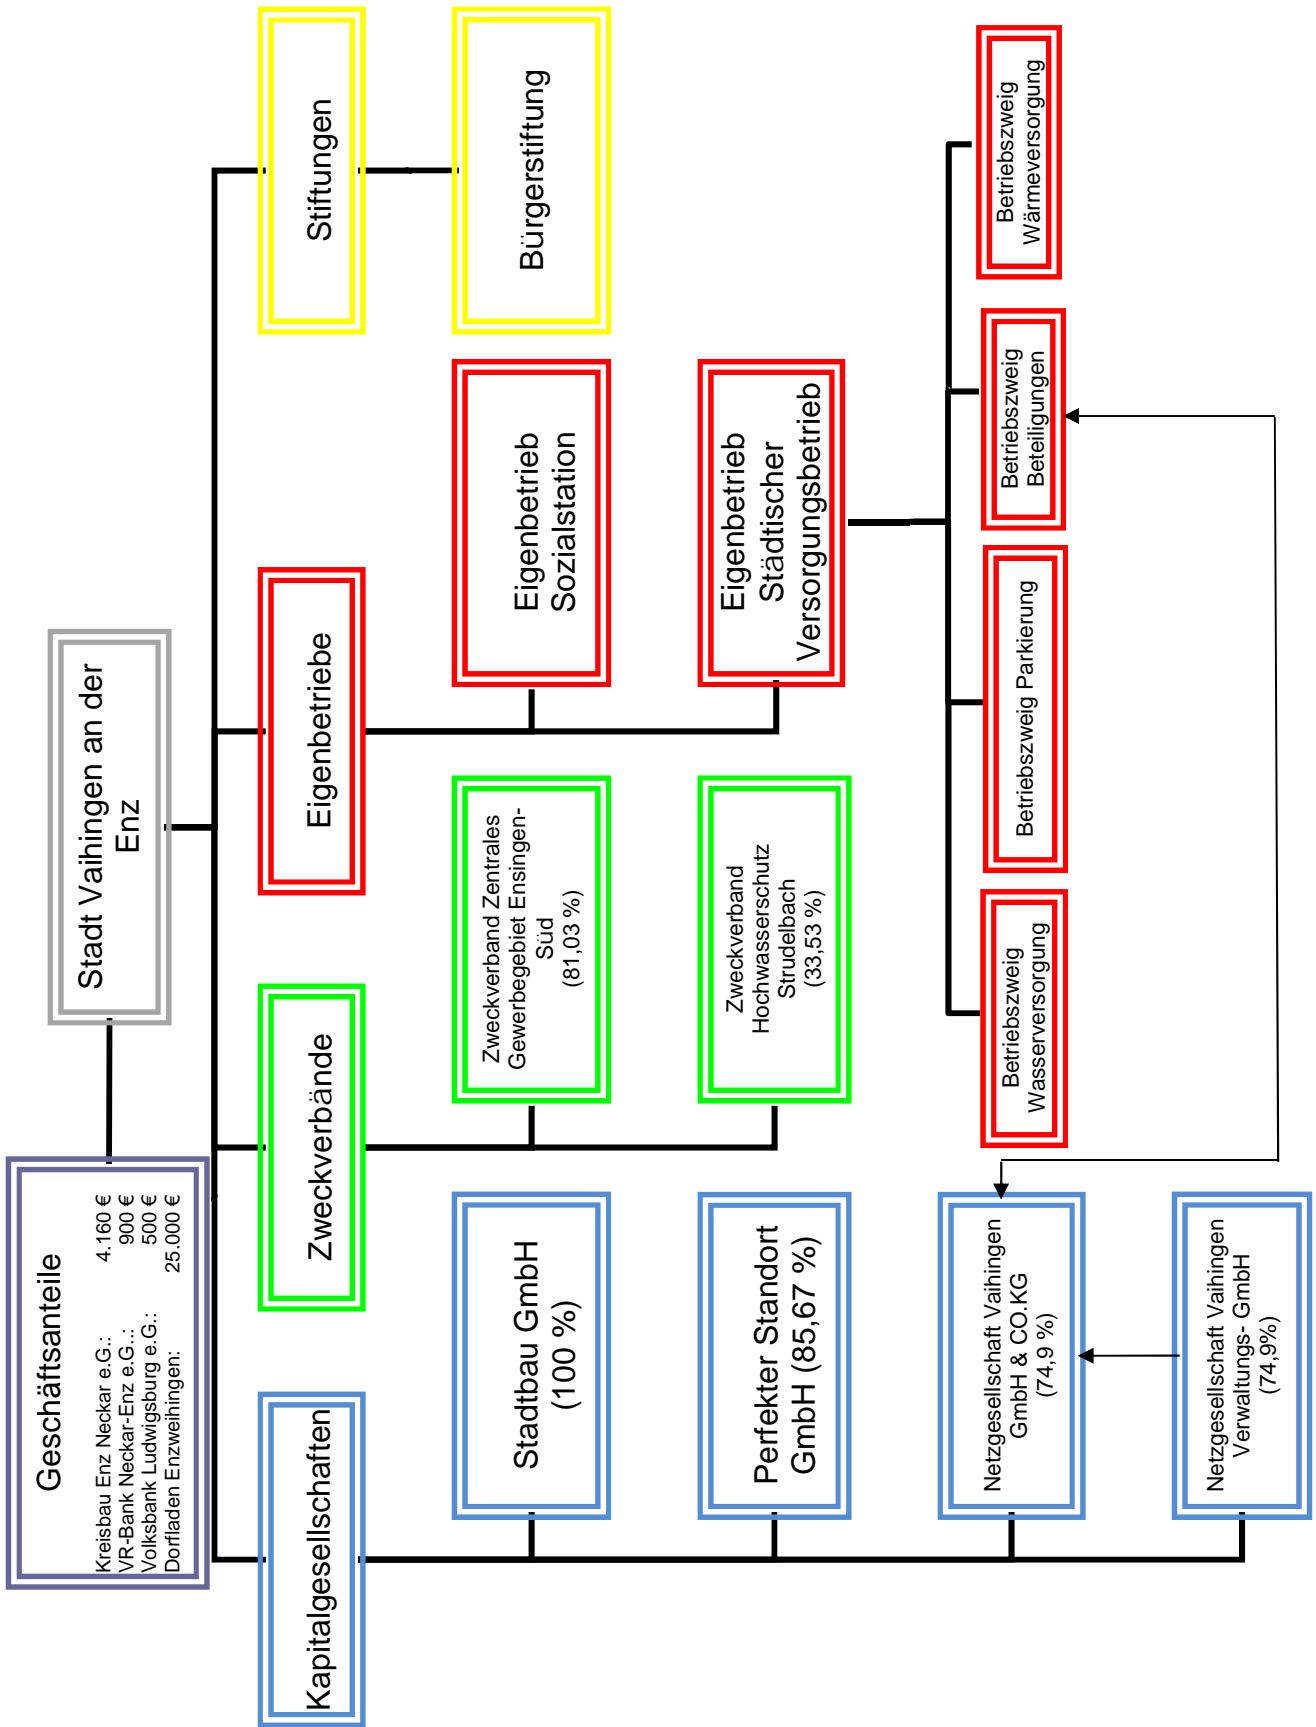 Geschäftsanteile
Kreisbau Enz Neckar e.G.: 4.160 €
VR-Bank Neckar-Enz e.G..: 900 €
Volksbank Ludwigsburg e.G.: 500 €
Dorfladen Enzweihingen: 25.000 €
Stadt Vaihingen an der
Enz
Kapitalgesellschaften
Zweckverbände
Eigenbetriebe
Stiftungen
Stadtbau GmbH
(100 %)
Zweckverband Zentrales
Gewerbegebiet Ensingen-
Süd
(81,03 %)
Eigenbetrieb
Sozialstation
Bürgerstiftung
Perfekter Standort
GmbH (85,67 %)
Zweckverband
Hochwasserschutz
Strudelbach
(33,53 %)
Eigenbetrieb
Städtischer
Versorgungsbetrieb
Netzgesellschaft Vaihingen
GmbH & CO.KG
(74,9 %)
Betriebszweig
Wasserversorgung
Betriebszweig Parkierung
Betriebszweig
Beteiligungen
Betriebszweig
Wärmeversorgung
Netzgesellschaft Vaihingen
Verwaltungs- GmbH
(74,9%)